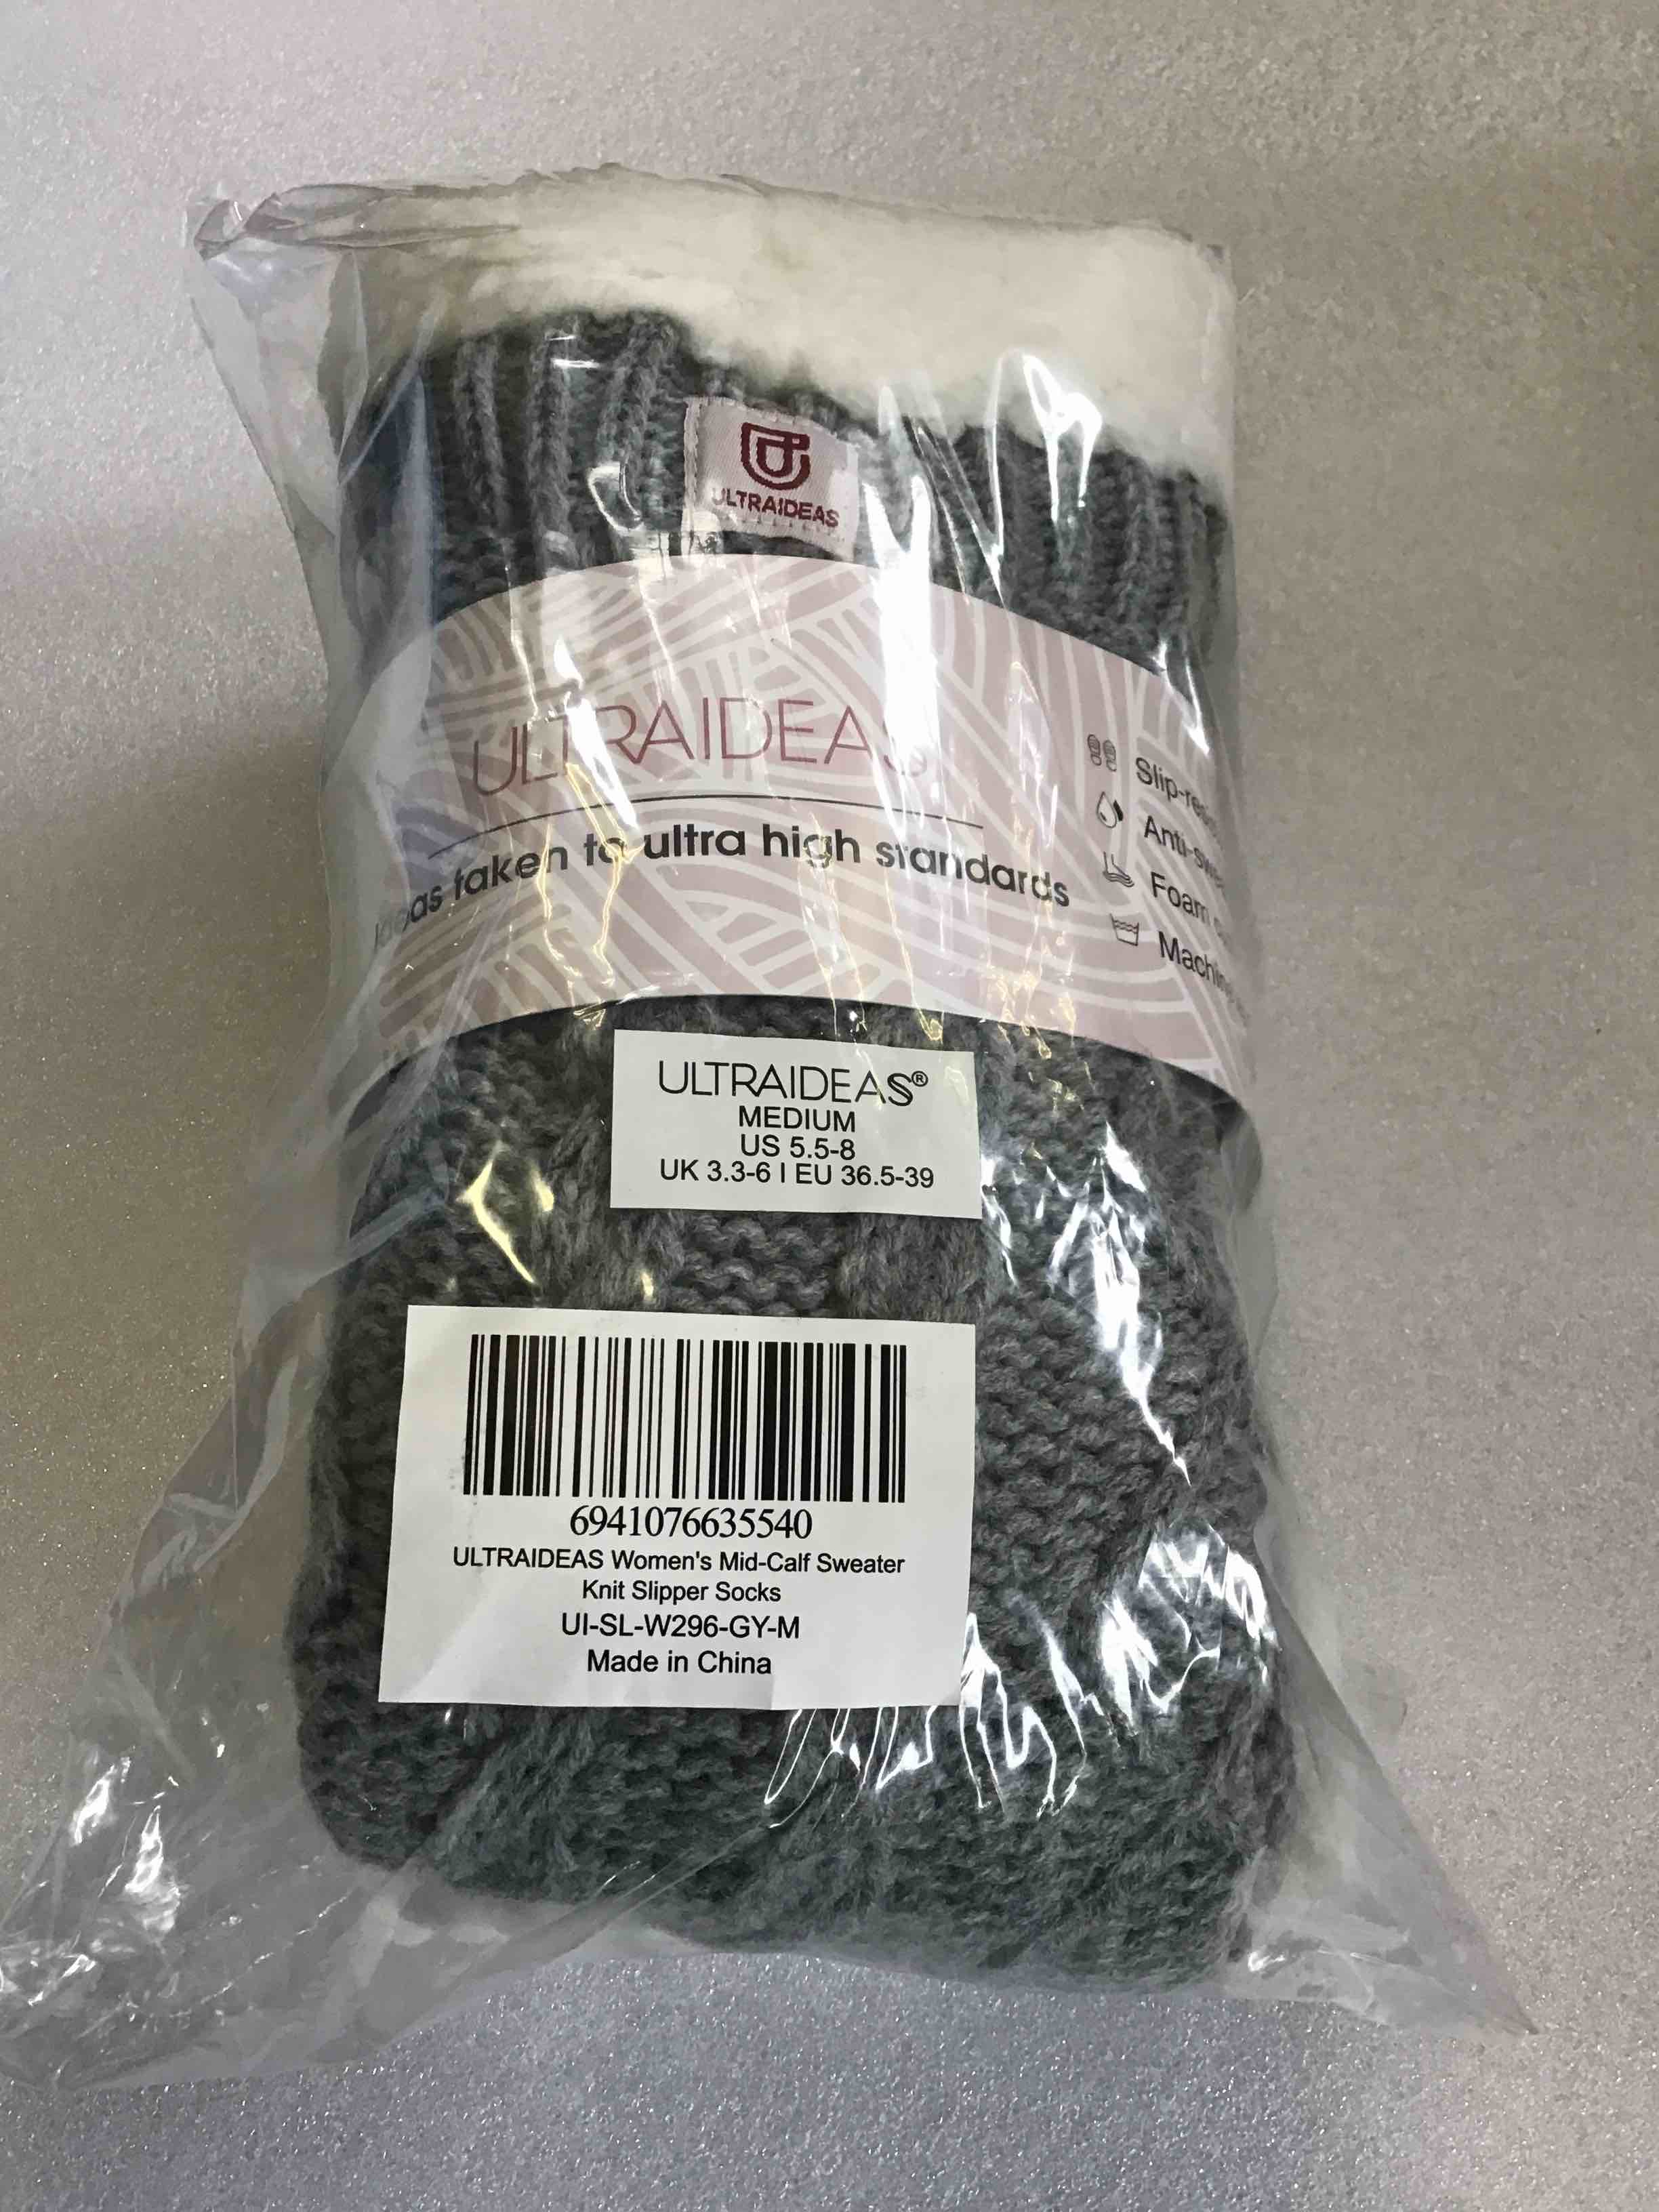 ULTRAIDEAS
ULTRAIDEAS
taken to ultra high standards
Foam
ULTRAIDEAS®
MEDIUM
US 5.5-8
UK 3.3-6 I EU 36.5-39
6941076635540
ULTRAIDEAS Women's Mid-Calf Sweater
Knit Slipper Socks
UI-SL-W296-GY-M
Made in China